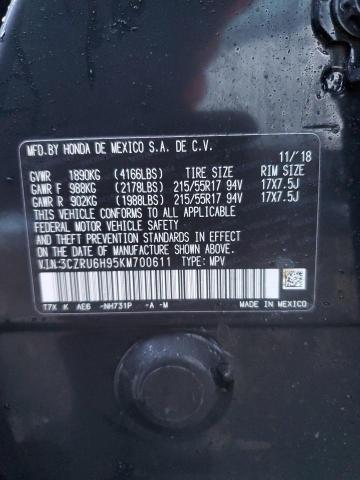 MFD.BY HONDA DE MEXICO S.A. DE C.V.
11/'18
GVWR 1890KG (4166LBS) TIRE SIZE RIM SIZE
GAWR F 988KG (2178LBS) 215/55R17 94V 17X7.5J
GAWR R 902KG (1988LBS) 215/55R17 94V 17X7.5J
THIS VEHICLE CONFORMS TO ALL APPLICABLE
FEDERAL MOTOR VEHICLE SAFETY AND
THEFT PREVENTION STANDARDS IN EFFECT
ON THE DATE OF MANUFACTURE SHOWN ABOVE.
V.I.N:3CZRU6H95KM700611 TYPE: MPV
T7X K AE6 -NH731P -A -M
MADE IN MEXICO